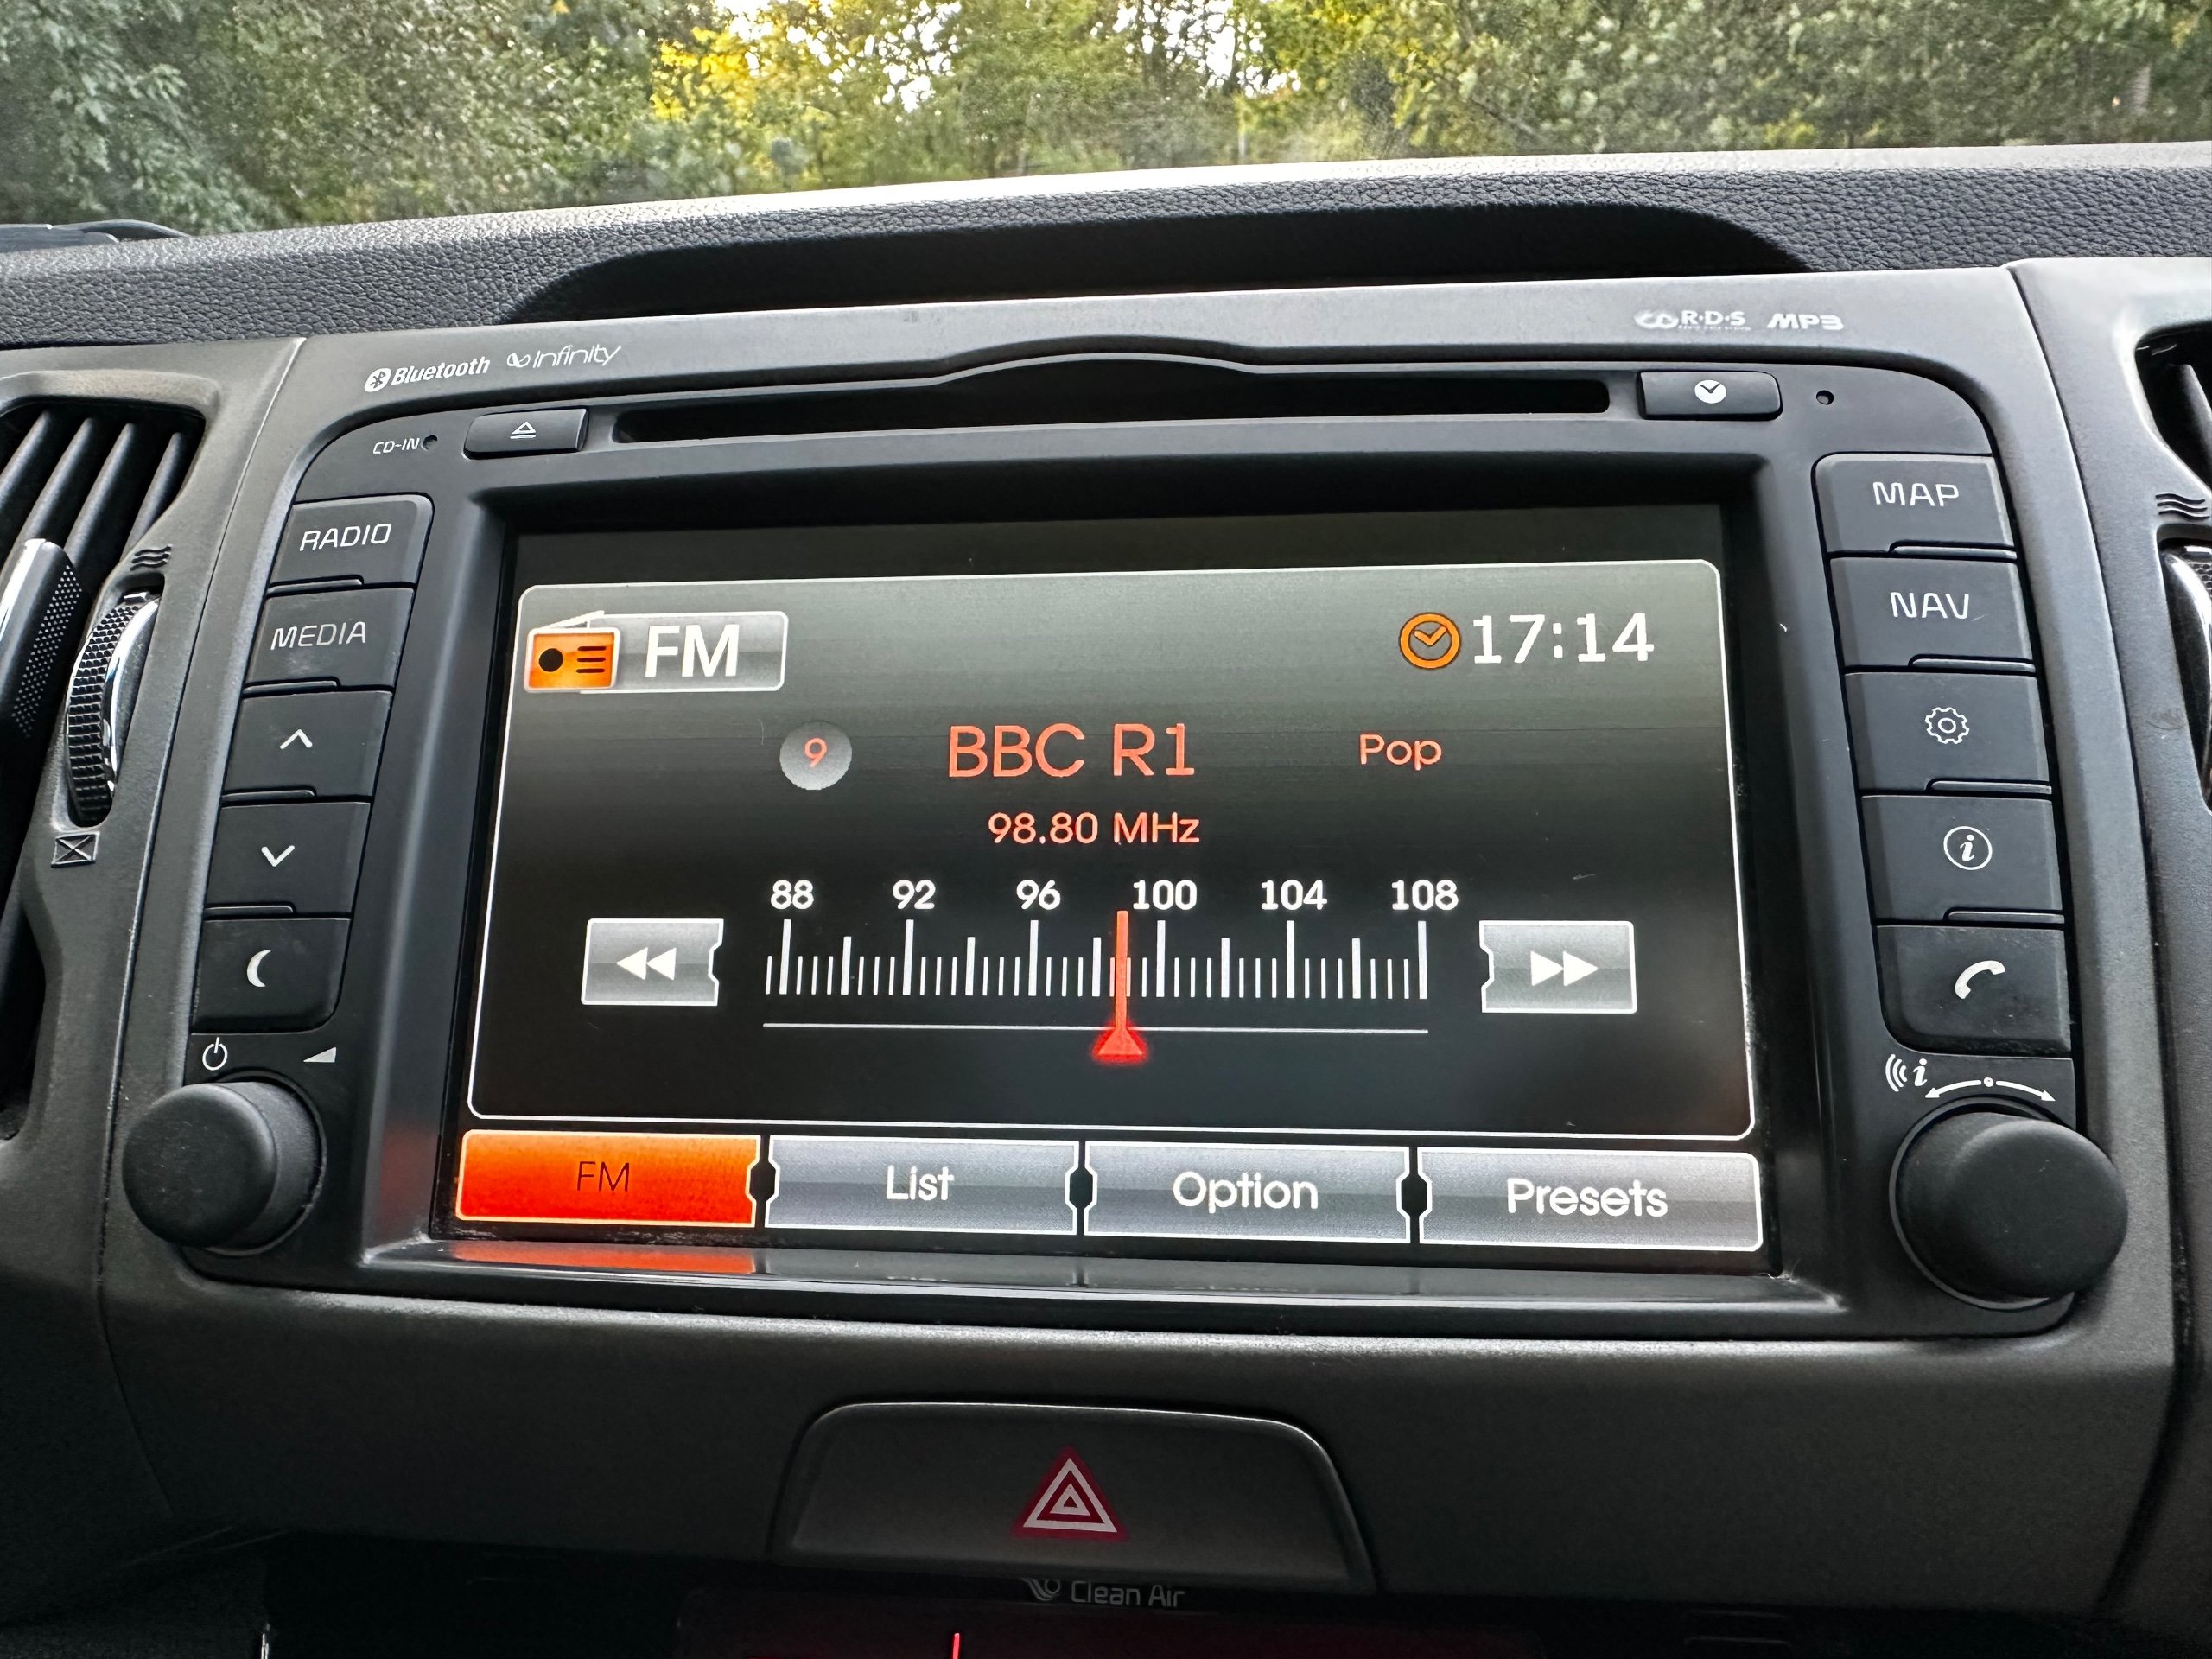 Bluetooth Infinity
R·D·S MP3
CD-IN
RADIO
MEDIA
MAP
NAV
FM
17:14
9 BBC R1 Pop
98.80 MHz
88 92 96 100 104 108
FM List Option Presets
Clean Air